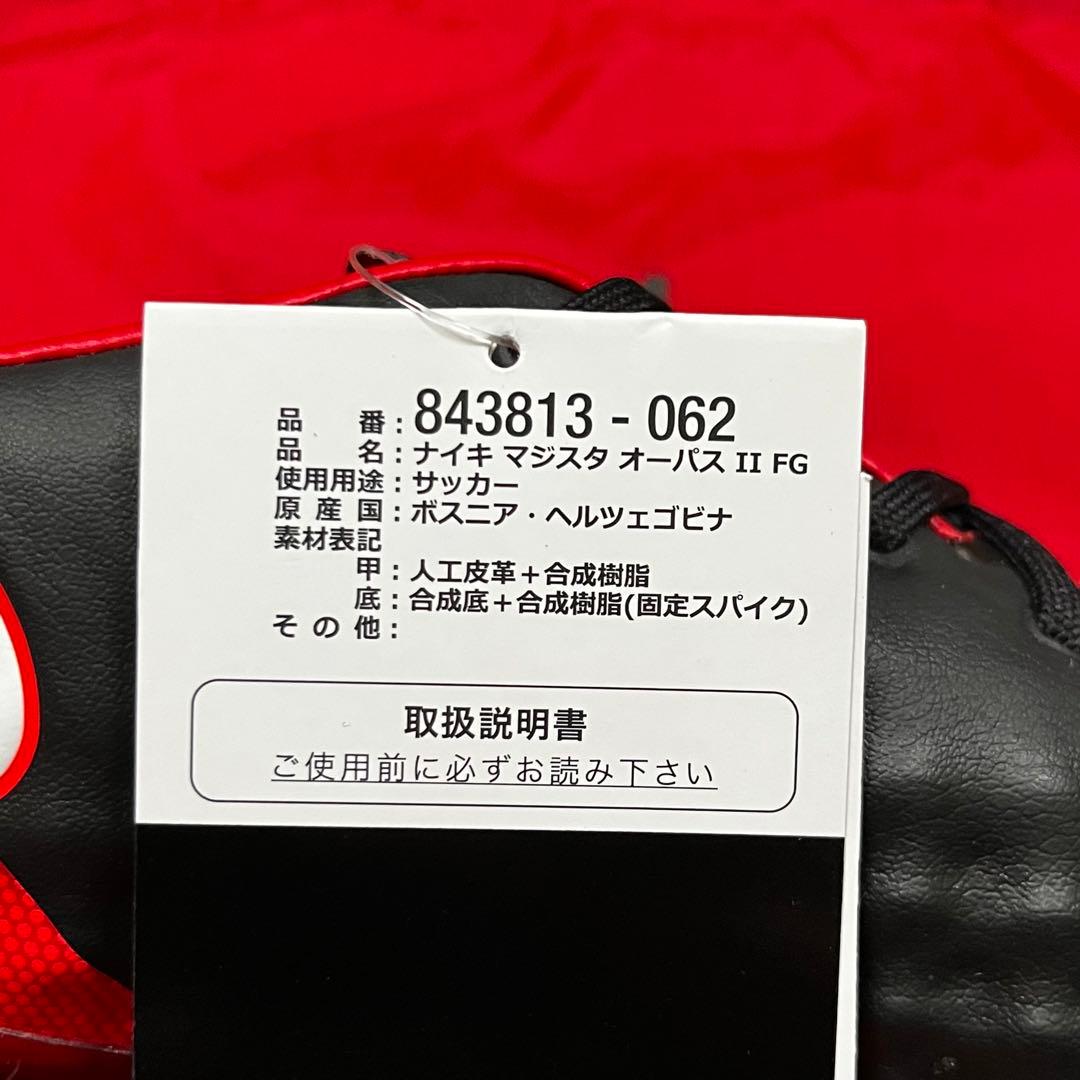 品番：843813 - 062
品名：ナイキ マジスタ オーパス II FG
使用用途：サッカー
原産国：ボスニア・ヘルツェゴビナ
素材表記
甲：人工皮革＋合成樹脂
底：合成底＋合成樹脂(固定スパイク)
その他：
取扱説明書
ご使用前に必ずお読み下さい